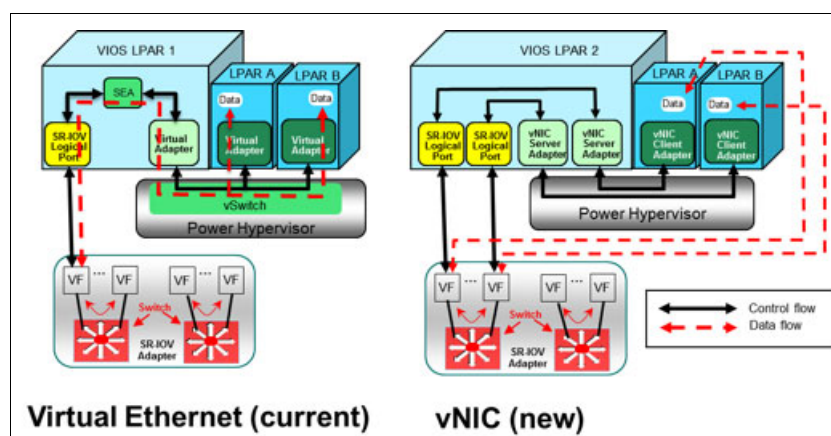 VIOS LPAR 1
LPAR A
LPAR B
SEA
Data
Data
SR-IOV
Logical
Port
Virtual
Adapter
Virtual
Adapter
Virtual
Adapter
vSwitch
Power Hypervisor
VF
...
VF
VF
...
VF
Switch
SR-IOV
Adapter
Virtual Ethernet (current)
VIOS LPAR 2
LPAR A
LPAR B
Data
Data
SR-IOV
Logical
Port
SR-IOV
Logical
Port
vNIC
Server
Adapter
vNIC
Server
Adapter
vNIC
Client
Adapter
vNIC
Client
Adapter
Power Hypervisor
VF
...
VF
VF
...
VF
Switch
SR-IOV
Adapter
Control flow
Data flow
vNIC (new)